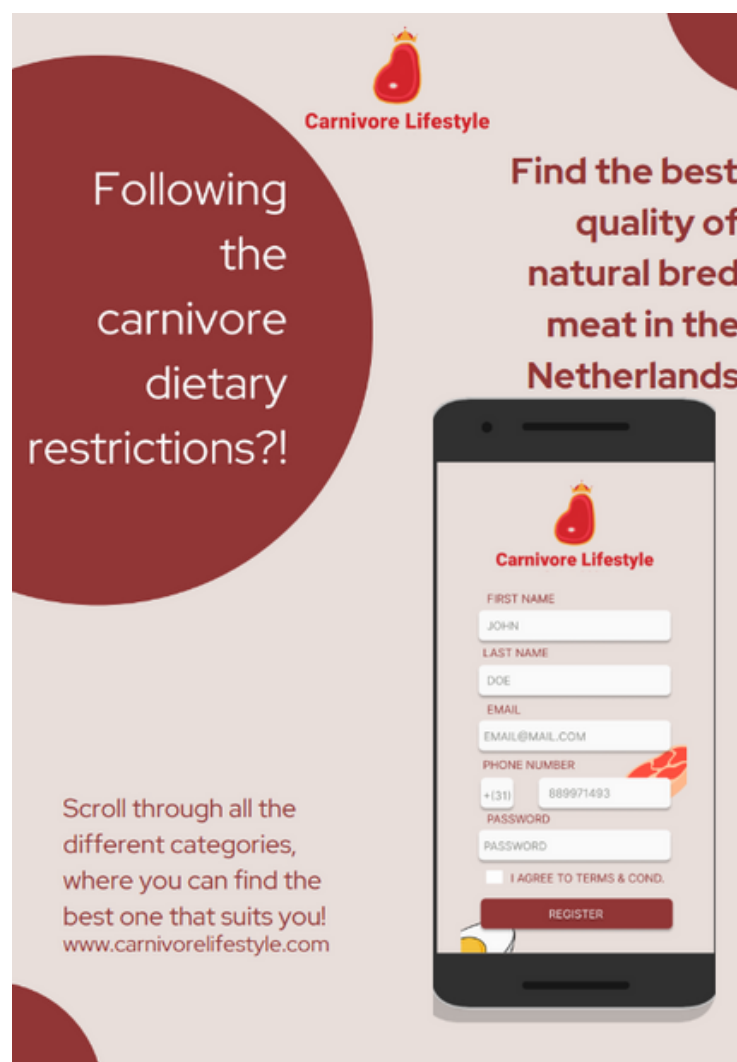 Carnivore Lifestyle
Following
the
carnivore
dietary
restrictions?!
Find the best
quality of
natural bred
meat in the
Netherlands
Carnivore Lifestyle
FIRST NAME
JOHN
LAST NAME
DOE
EMAIL
EMAIL@MAIL.COM
PHONE NUMBER
+(31) 889971493
PASSWORD
PASSWORD
I AGREE TO TERMS & COND.
REGISTER
Scroll through all the
different categories,
where you can find the
best one that suits you!
www.carnivorelifestyle.com